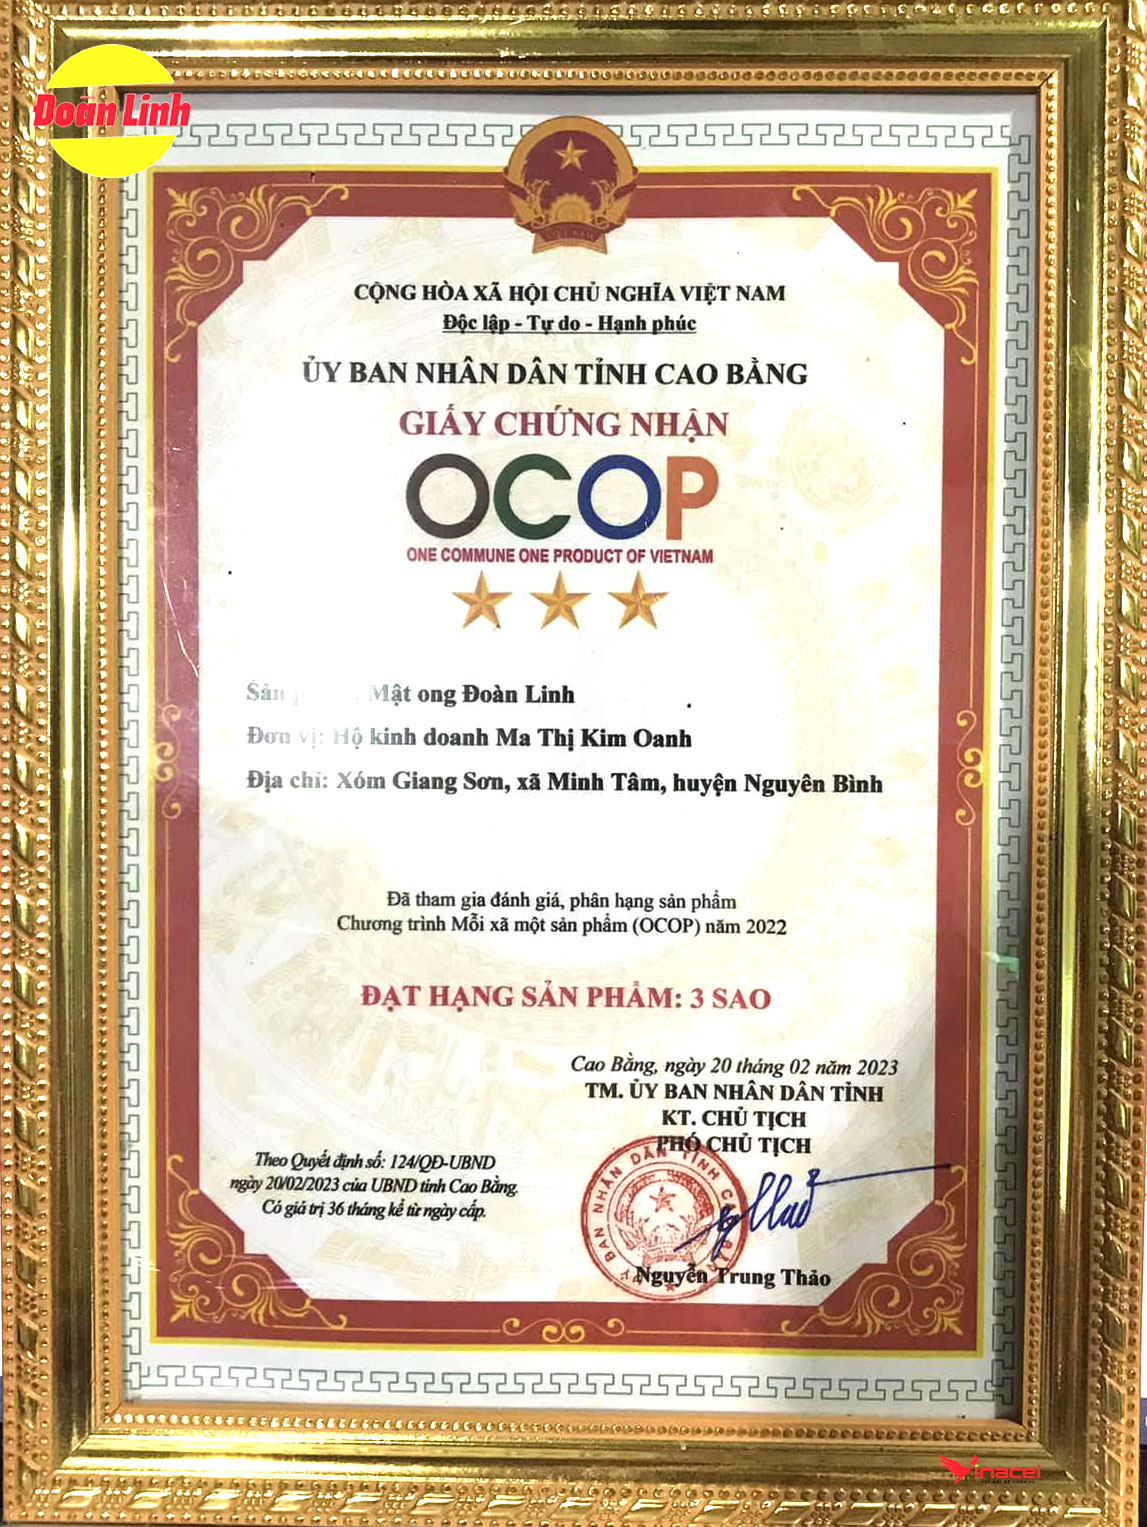 Đoàn Linh
CỘNG HÒA XÃ HỘI CHỦ NGHĨA VIỆT NAM
Độc lập - Tự do - Hạnh phúc
ỦY BAN NHÂN DÂN TỈNH CAO BẰNG
GIẤY CHỨNG NHẬN
OCOP
ONE COMMUNE ONE PRODUCT OF VIETNAM
Sản Mật ong Đoàn Linh
Đơn vị: Hộ kinh doanh Ma Thị Kim Oanh
Địa chỉ: Xóm Giang Sơn, xã Minh Tâm, huyện Nguyên Bình
Đã tham gia đánh giá, phân hạng sản phẩm
Chương trình Mỗi xã một sản phẩm (OCOP) năm 2022
ĐẠT HẠNG SẢN PHẨM: 3 SAO
Cao Bằng, ngày 20 tháng 02 năm 2023
TM. ỦY BAN NHÂN DÂN TỈNH
KT. CHỦ TỊCH
PHÓ CHỦ TỊCH
Theo Quyết định số: 124/QĐ-UBND
ngày 20/02/2023 của UBND tỉnh Cao Bằng.
Có giá trị 36 tháng kể từ ngày cấp.
Nguyễn Trung Thảo
Vinacel